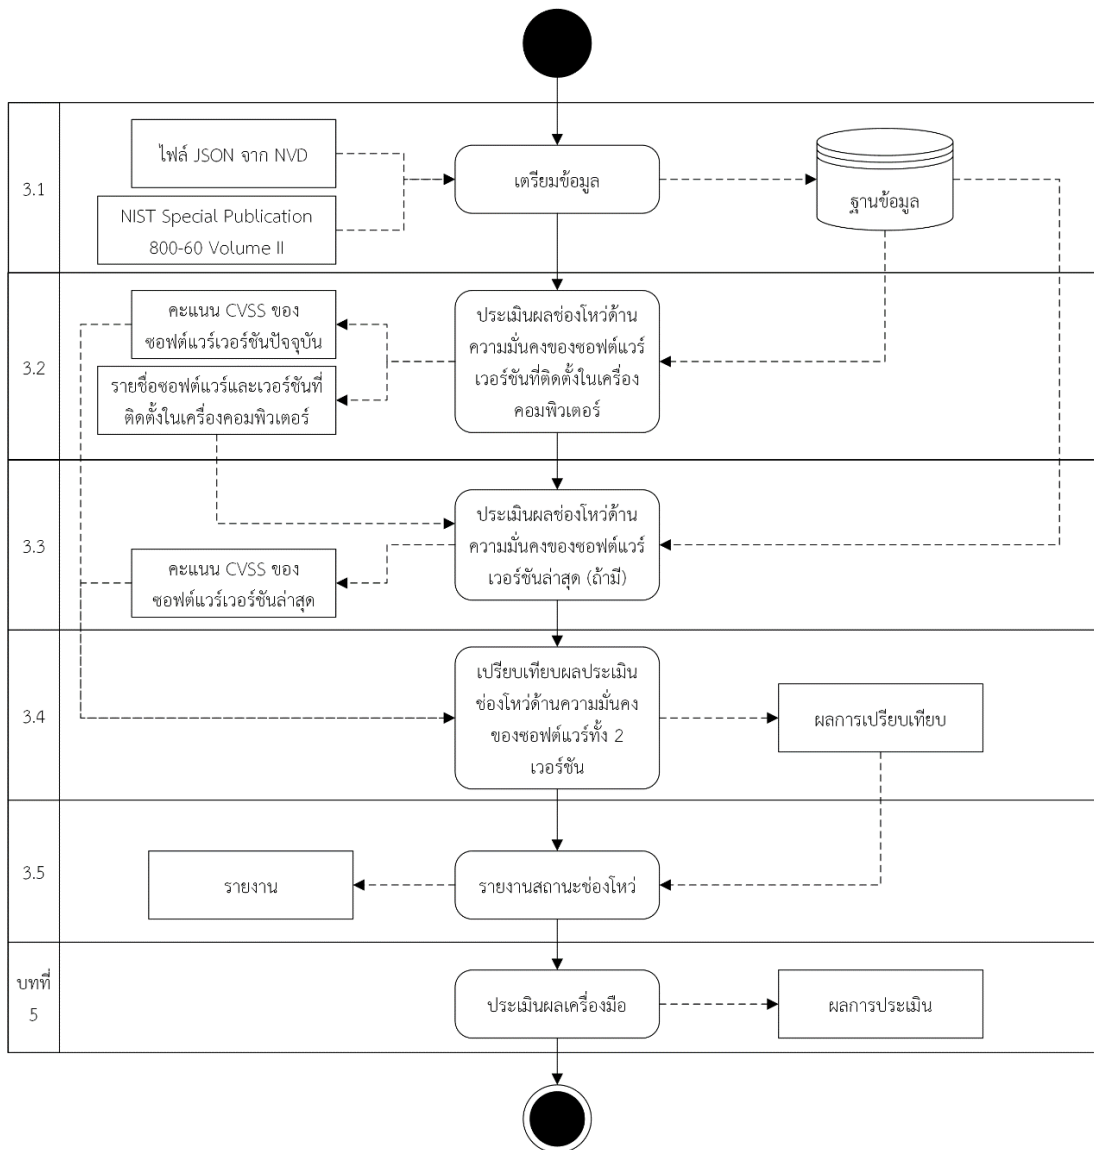 3.1
ไฟล์ JSON จาก NVD
NIST Special Publication
800-60 Volume II
เตรียมข้อมูล
ฐานข้อมูล
3.2
คะแนน CVSS ของ
ซอฟต์แวร์เวอร์ชันปัจจุบัน
รายชื่อซอฟต์แวร์และเวอร์ชันที่
ติดตั้งในเครื่องคอมพิวเตอร์
ประเมินผลช่องโหว่ด้าน
ความมั่นคงของซอฟต์แวร์
เวอร์ชันที่ติดตั้งในเครื่อง
คอมพิวเตอร์
3.3
ประเมินผลช่องโหว่ด้าน
ความมั่นคงของซอฟต์แวร์
เวอร์ชันล่าสุด (ถ้ามี)
คะแนน CVSS ของ
ซอฟต์แวร์เวอร์ชันล่าสุด
3.4
เปรียบเทียบผลประเมิน
ช่องโหว่ด้านความมั่นคง
ของซอฟต์แวร์ทั้ง 2
เวอร์ชัน
ผลการเปรียบเทียบ
3.5
รายงาน
รายงานสถานะช่องโหว่
บทที่
5
ประเมินผลเครื่องมือ
ผลการประเมิน